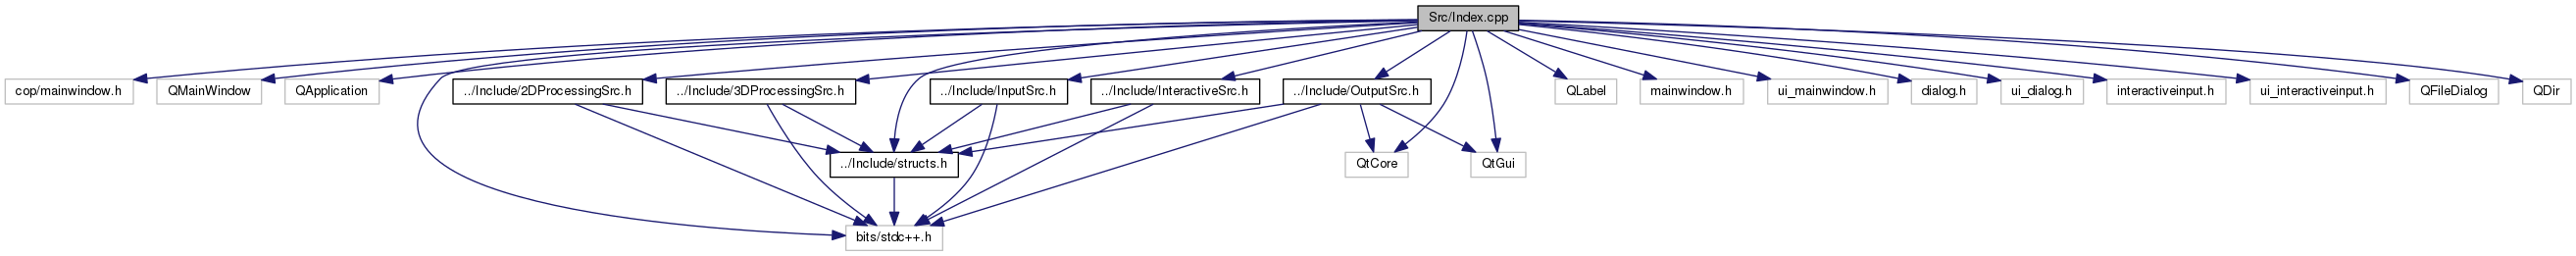 Src/Index.cpp
cop/mainwindow.h
QMainWindow
QApplication
../Include/2DProcessingSrc.h
../Include/3DProcessingSrc.h
../Include/InputSrc.h
../Include/InteractiveSrc.h
../Include/OutputSrc.h
QLabel
mainwindow.h
ui_mainwindow.h
dialog.h
ui_dialog.h
interactiveinput.h
ui_interactiveinput.h
QFileDialog
QDir
../Include/structs.h
QtCore
QtGui
bits/stdc++.h